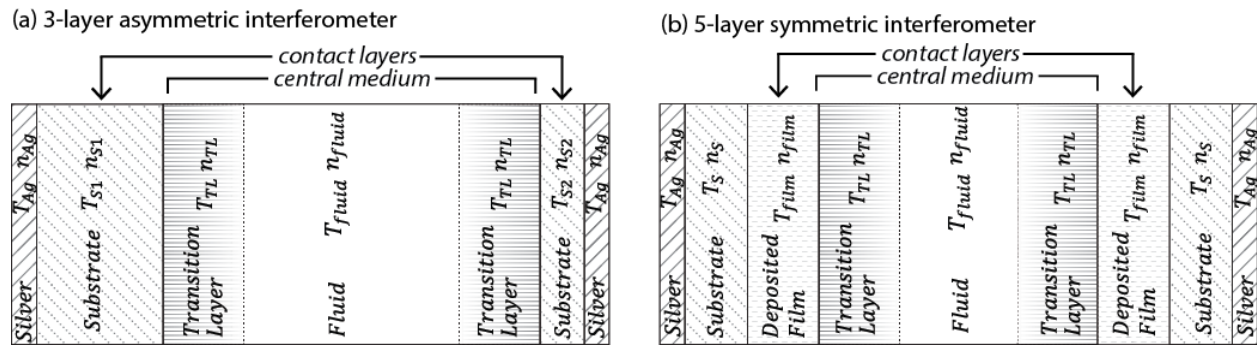 (a) 3-layer asymmetric interferometer
contact layers
central medium
Silver T_Ag n_Ag
Substrate T_S1 n_S1
Transition Layer T_TL n_TL
Fluid T_fluid n_fluid
Transition Layer T_TL n_TL
Substrate T_S2 n_S2
Silver T_Ag n_Ag
(b) 5-layer symmetric interferometer
contact layers
central medium
Silver T_Ag n_Ag
Substrate T_S n_S
Deposited Film T_film n_film
Transition Layer T_TL n_TL
Fluid T_fluid n_fluid
Transition Layer T_TL n_TL
Deposited Film T_film n_film
Substrate T_S n_S
Silver T_Ag n_Ag